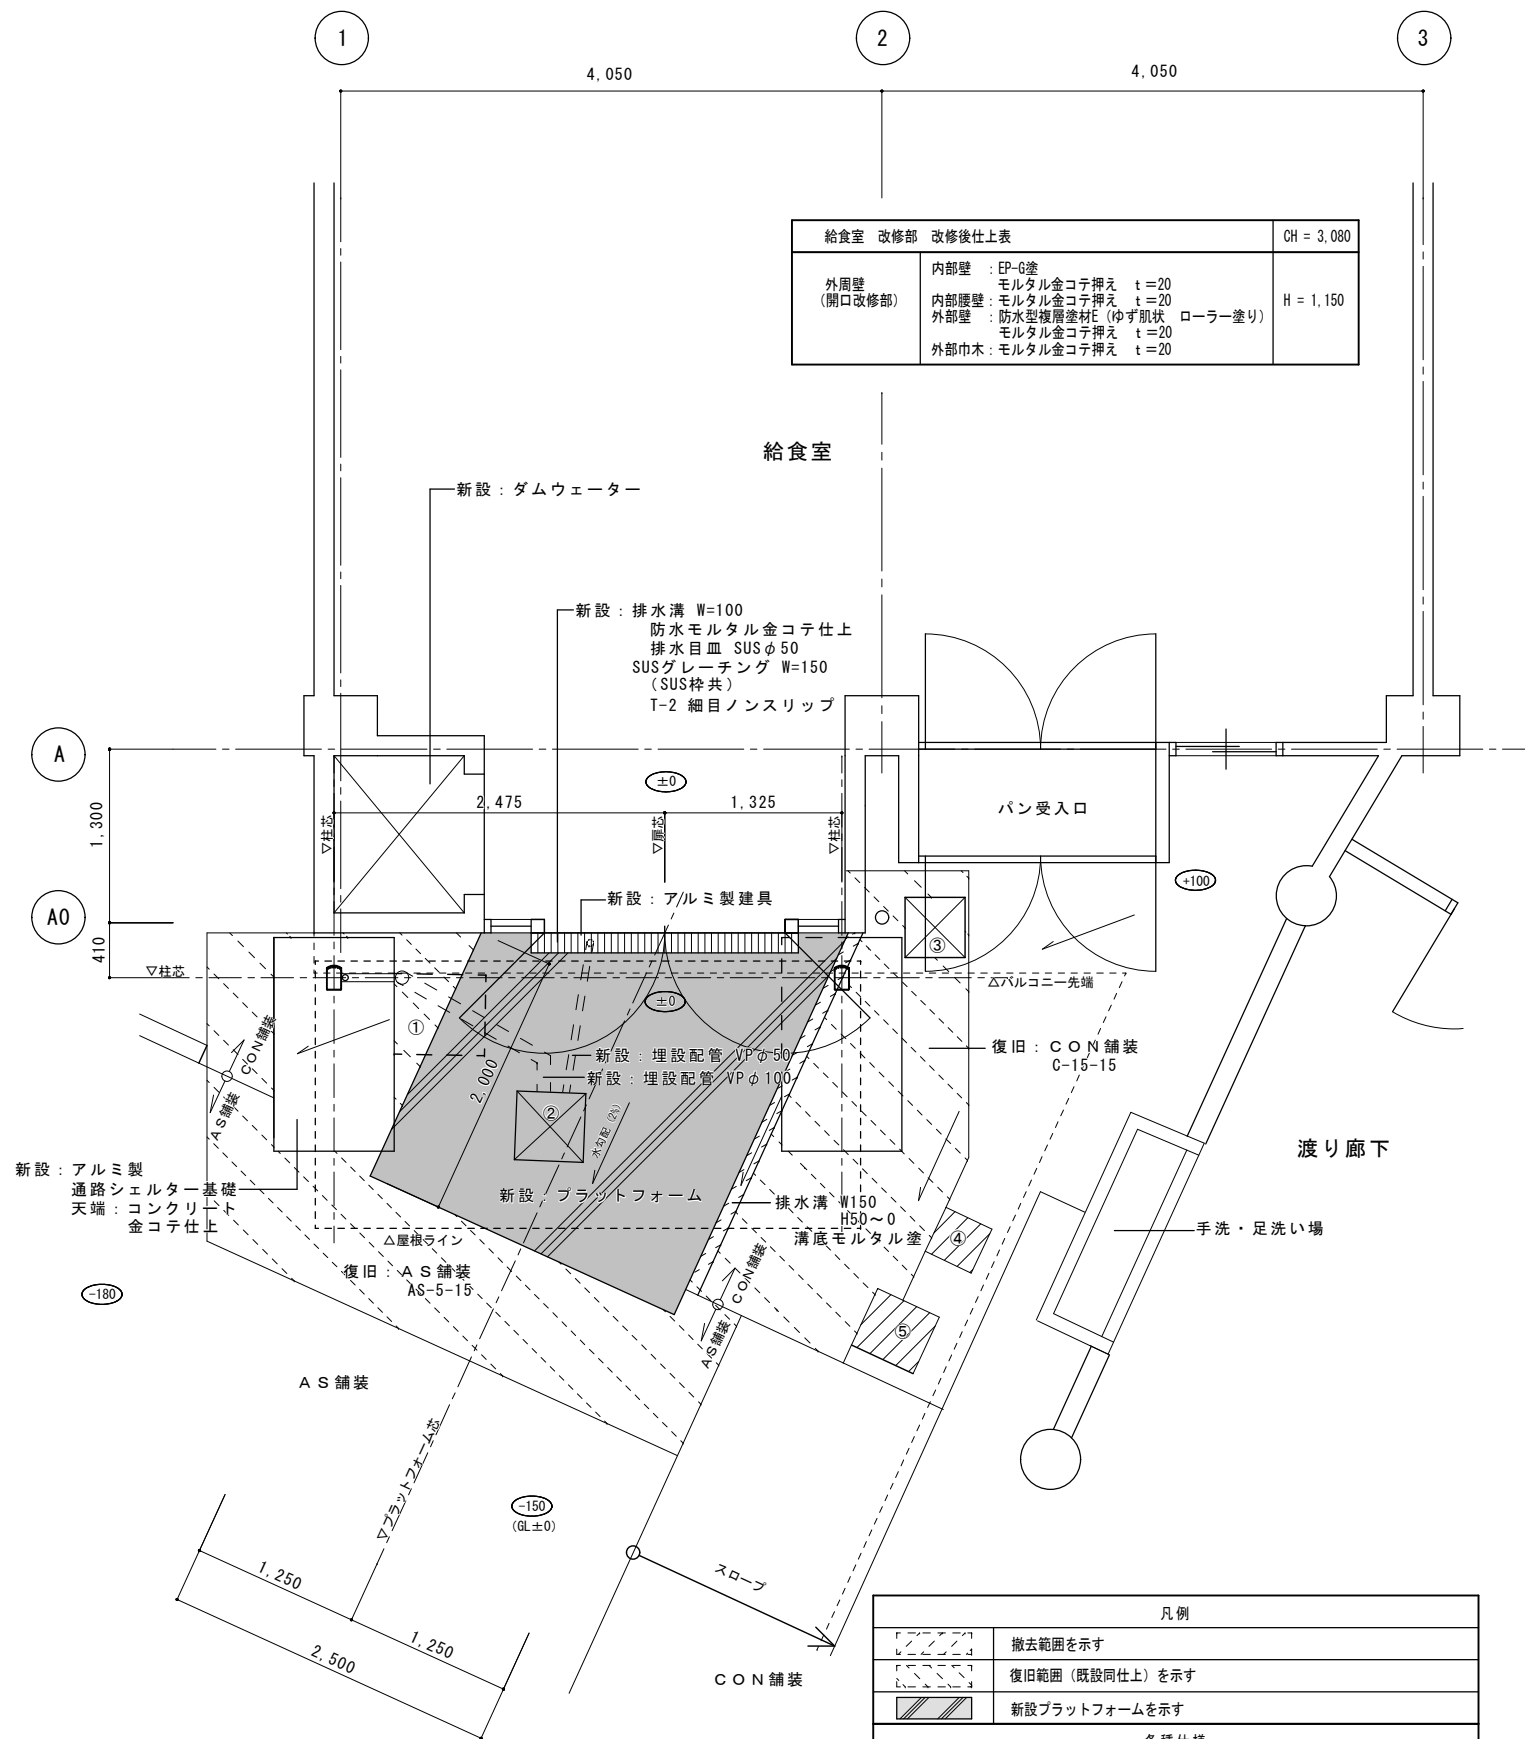 1
2
3
4,050
4,050
給食室　改修部　改修後仕上表
CH = 3,080
外周壁
（開口改修部）
内部壁　：EP-G塗
モルタル金コテ押え　ｔ＝20
内部腰壁：モルタル金コテ押え　ｔ＝20
外部壁　：防水型複層塗材E（ゆず肌状　ローラー塗り）
モルタル金コテ押え　ｔ＝20
外部巾木：モルタル金コテ押え　ｔ＝20
H = 1,150
給食室
新設：ダムウェーター
新設：排水溝 W=100
防水モルタル金コテ仕上
排水目皿 SUSφ50
SUSグレーチング W=150
（SUS枠共）
T-2 細目ノンスリップ
A
±0
2,475
1,325
パン受入口
1,300
▽柱芯
▽扉芯
▽柱芯
新設：アルミ製建具
+100
A0
410
③
▽柱芯
△バルコニー先端
±0
①
CON舗装
AS舗装
復旧：ＣＯＮ舗装
C-15-15
新設：埋設配管 VPφ50
新設：埋設配管 VPφ100
2,000
②
水勾配（2%）
渡り廊下
新設：アルミ製
通路シェルター基礎
天端：コンクリート
金コテ仕上
新設：プラットフォーム
排水溝 W150
H50～0
溝底モルタル塗
手洗・足洗い場
△屋根ライン
④
復旧：ＡＳ舗装
AS-5-15
CON舗装
AS舗装
-180
⑤
ＡＳ舗装
▽プラットフォーム芯
-150
(GL±0)
スロープ
1,250
1,250
2,500
ＣＯＮ舗装
凡例
撤去範囲を示す
復旧範囲（既設同仕上）を示す
新設プラットフォームを示す
各種仕様